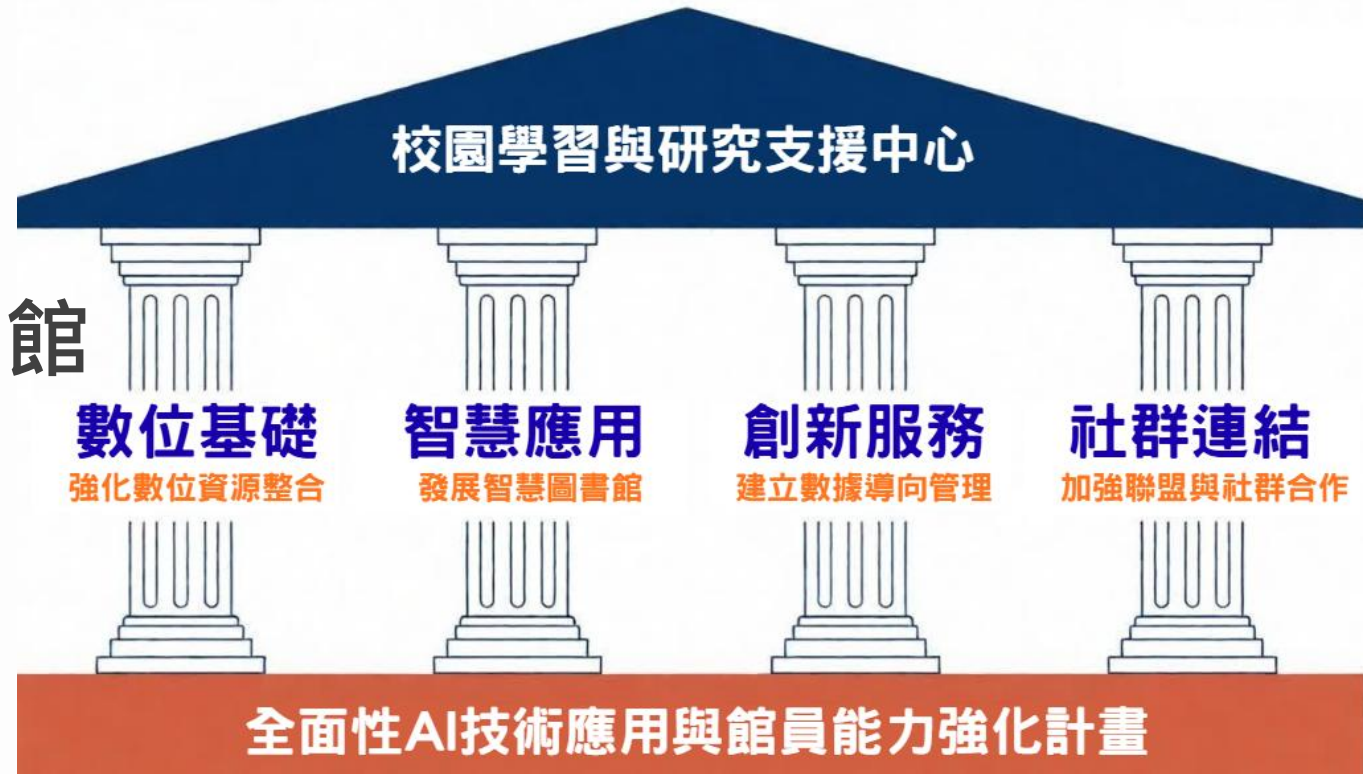 校園學習與研究支援中心
館
數位基礎
強化數位資源整合
智慧應用
發展智慧圖書館
創新服務
建立數據導向管理
社群連結
加強聯盟與社群合作
全面性AI技術應用與館員能力強化計畫